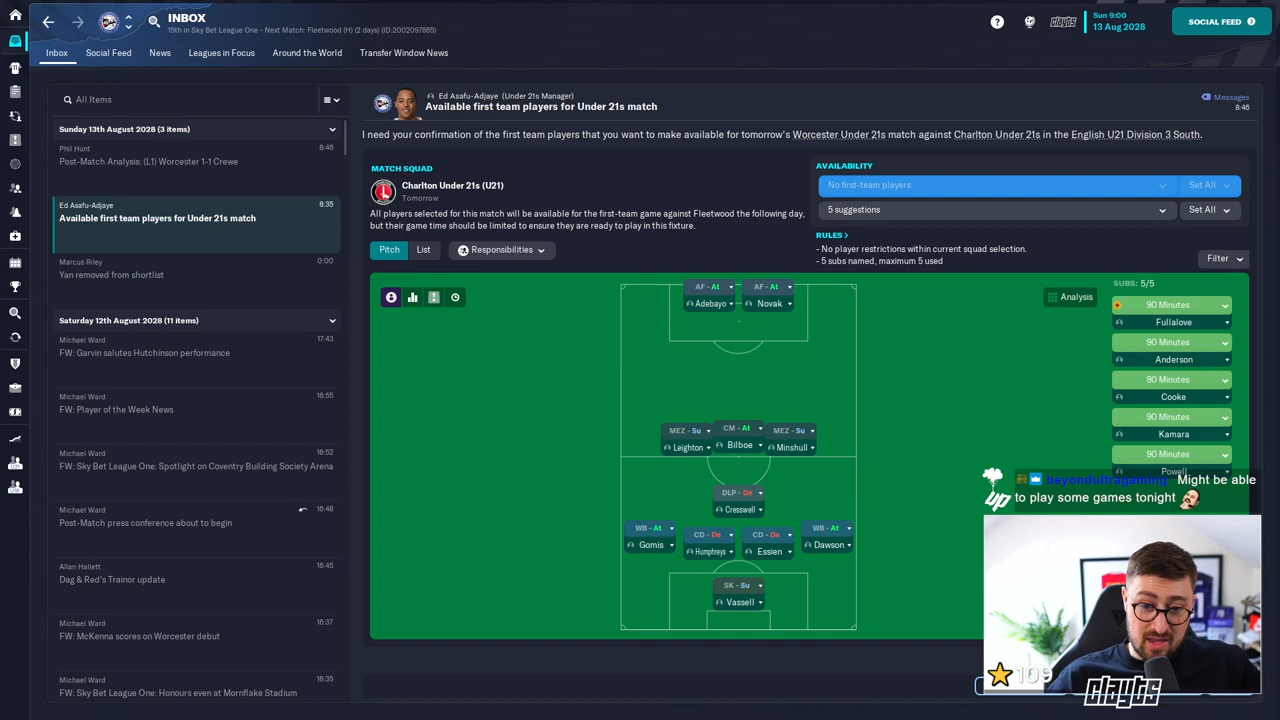 INBOX
15th in Sky Bet League One - Next Match: Fleetwood (H) (2 days) (ID:2002097865)
claybs
Sun 9:00
13 Aug 2028
SOCIAL FEED
Inbox
Social Feed
News
Leagues in Focus
Around the World
Transfer Window News
All Items
Sunday 13th August 2028 (3 items)
Phil Hunt
8:46
Post-Match Analysis: (L1) Worcester 1-1 Crewe
Ed Asafu-Adjaye
8:35
Available first team players for Under 21s match
Marcus Riley
0:00
Yan removed from shortlist
Saturday 12th August 2028 (11 items)
Michael Ward
17:43
FW: Garvin salutes Hutchinson performance
Michael Ward
16:55
FW: Player of the Week News
Michael Ward
16:52
FW: Sky Bet League One: Spotlight on Coventry Building Society Arena
Michael Ward
16:48
Post-Match press conference about to begin
Allan Hallett
16:45
Dag & Red's Trainor update
Michael Ward
16:37
FW: McKenna scores on Worcester debut
Michael Ward
16:35
FW: Sky Bet League One: Honours even at Mornflake Stadium
Ed Asafu-Adjaye (Under 21s Manager)
Available first team players for Under 21s match
Messages
8:46
I need your confirmation of the first team players that you want to make available for tomorrow's Worcester Under 21s match against Charlton Under 21s in the English U21 Division 3 South.
MATCH SQUAD
Charlton Under 21s (U21)
Tomorrow
All players selected for this match will be available for the first-team game against Fleetwood the following day,
but their game time should be limited to ensure they are ready to play in this fixture.
Pitch
List
Responsibilities
AVAILABILITY
No first-team players
Set All
5 suggestions
Set All
RULES
- No player restrictions within current squad selection.
- 5 subs named, maximum 5 used
Filter
Analysis
AF - At
AF - At
Adebayo
Novak
MEZ - Su
CM - At
MEZ - Su
Leighton
Bilboe
Minshull
DLP - De
Cresswell
WB - At
CD - De
CD - De
WB - At
Gomis
Humphreys
Essien
Dawson
SK - Su
Vassell
SUBS: 5/5
90 Minutes
Fullalove
90 Minutes
Anderson
90 Minutes
Cooke
90 Minutes
Kamara
90 Minutes
Powell
UP
beyondultragaming Might be able
to play some games tonight
109
claybs